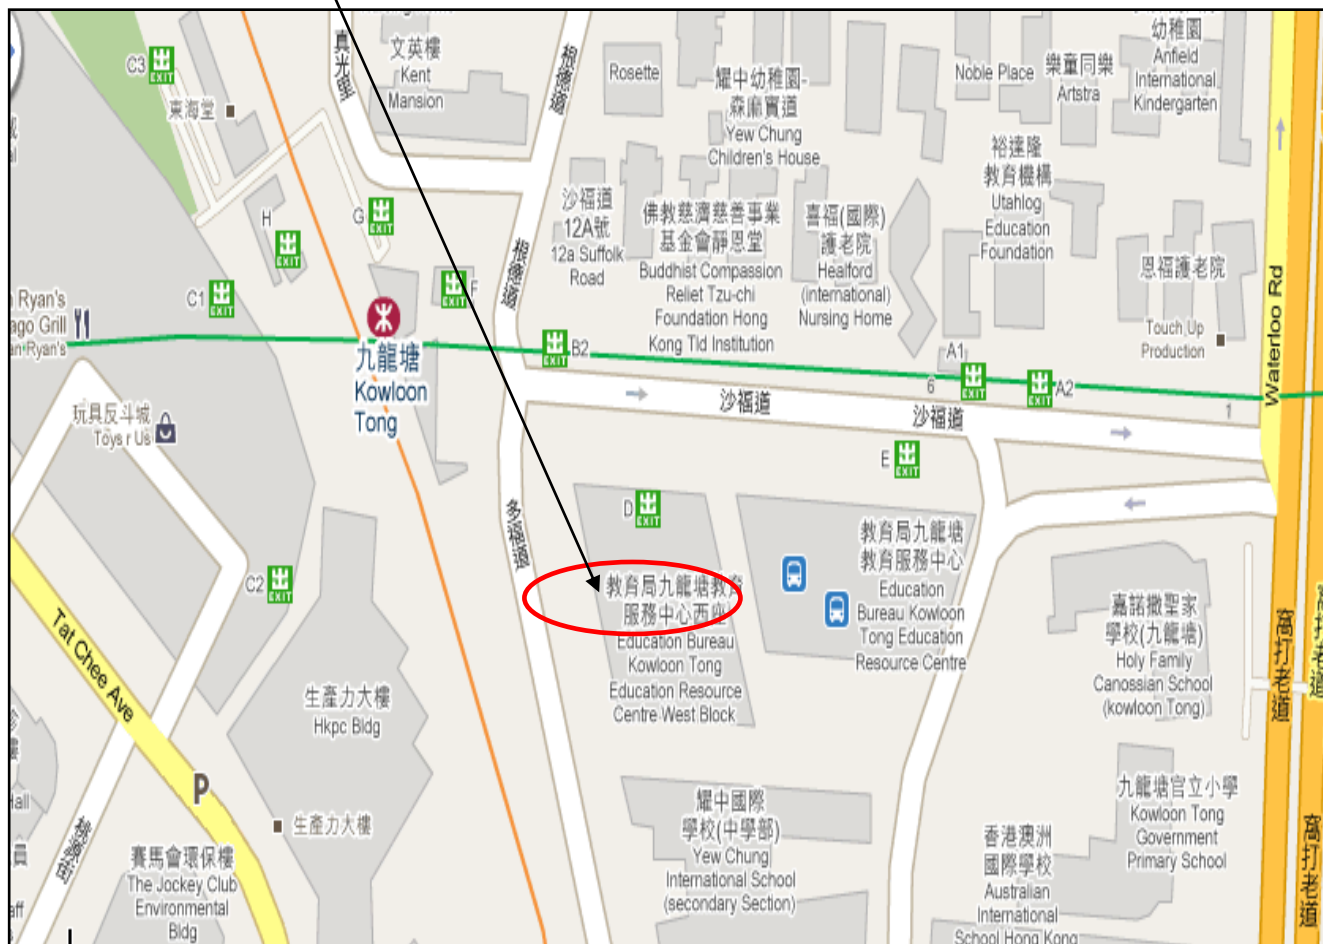 C3
EXIT
東海堂
文英樓
Kent
Mansion
真光里
根德道
Rosette
耀中幼稚園-
森麻實道
Yew Chung
Children's House
Noble Place
樂童同樂
Artstra
幼稚園
Anfield
International
Kindergarten
裕達隆
教育機構
Utahlog
Education
Foundation
沙福道
12A號
12a Suffolk
Road
佛教慈濟慈善事業
基金會靜思堂
Buddhist Compassion
Reliet Tzu-chi
Foundation Hong
Kong Tld Institution
喜福(國際)
護老院
Healford
(international)
Nursing Home
恩福護老院
Touch Up
Production
Waterloo Rd
H
EXIT
G
EXIT
F
EXIT
C1
EXIT
根德道
Ryan's
ago Grill
an Ryan's
九龍塘
Kowloon
Tong
B2
EXIT
A1
6
EXIT
A2
EXIT
1
沙福道
沙福道
玩具反斗城
Toys r Us
E
EXIT
D
EXIT
多福道
教育局九龍塘教育
服務中心西座
Education Bureau
Kowloon Tong
Education Resource
Centre West Block
教育局九龍塘
教育服務中心
Education
Bureau Kowloon
Tong Education
Resource Centre
嘉諾撒聖家
學校(九龍塘)
Holy Family
Canossian School
(kowloon Tong)
窩打老道
窩打老道
C2
EXIT
Tat Chee Ave
生產力大樓
Hkpc Bldg
P
生產力大樓
賽馬會環保樓
The Jockey Club
Environmental
Bldg
耀中國際
學校(中學部)
Yew Chung
International School
(secondary Section)
九龍塘官立小學
Kowloon Tong
Government
Primary School
香港澳洲
國際學校
Australian
International
School Hong Kong
窩打老道
Hall
員
aff